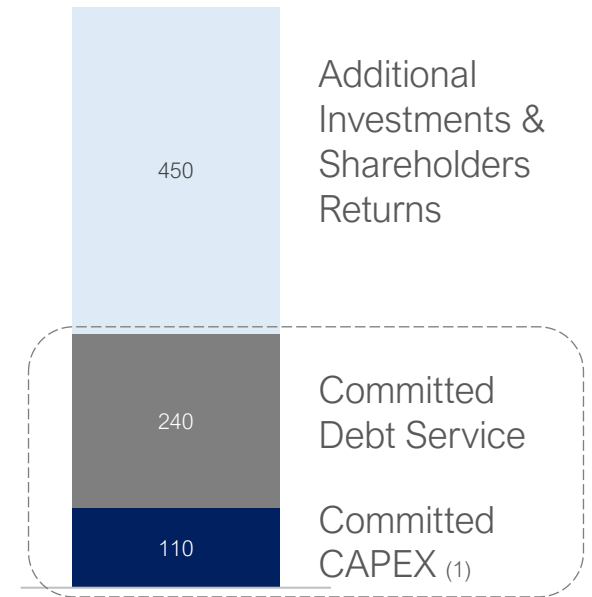 Additional
Investments &
Shareholders
Returns
450
Committed
Debt Service
240
Committed
CAPEX (1)
110